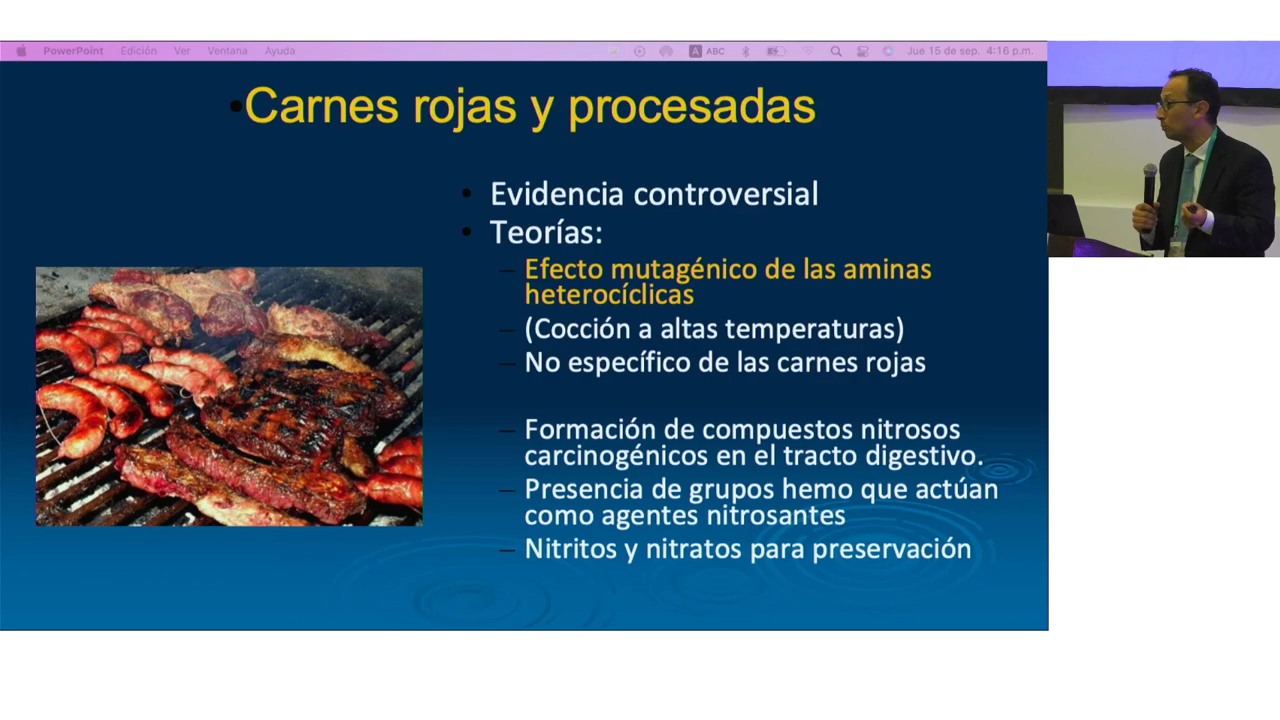 PowerPoint Edición Ver Ventana Ayuda A ABC Jue 15 de sep. 4:16 p.m.
•Carnes rojas y procesadas
• Evidencia controversial
• Teorías:
– Efecto mutagénico de las aminas
heterocíclicas
– (Cocción a altas temperaturas)
– No específico de las carnes rojas
– Formación de compuestos nitrosos
carcinogénicos en el tracto digestivo.
– Presencia de grupos hemo que actúan
como agentes nitrosantes
– Nitritos y nitratos para preservación